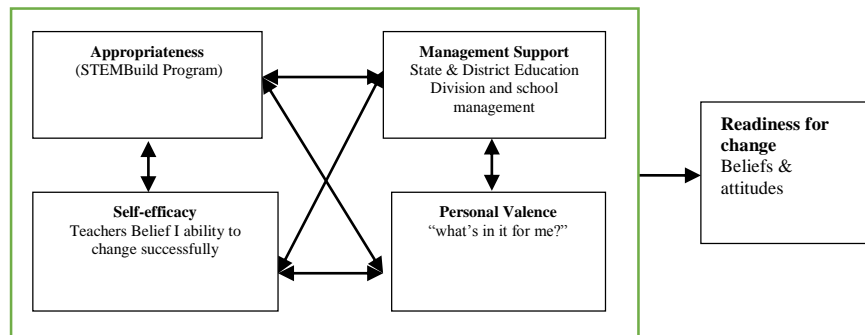 Appropriateness
(STEMBuild Program)
Management Support
State & District Education
Division and school
management
Self-efficacy
Teachers Belief I ability to
change successfully
Personal Valence
“what’s in it for me?”
Readiness for
change
Beliefs &
attitudes